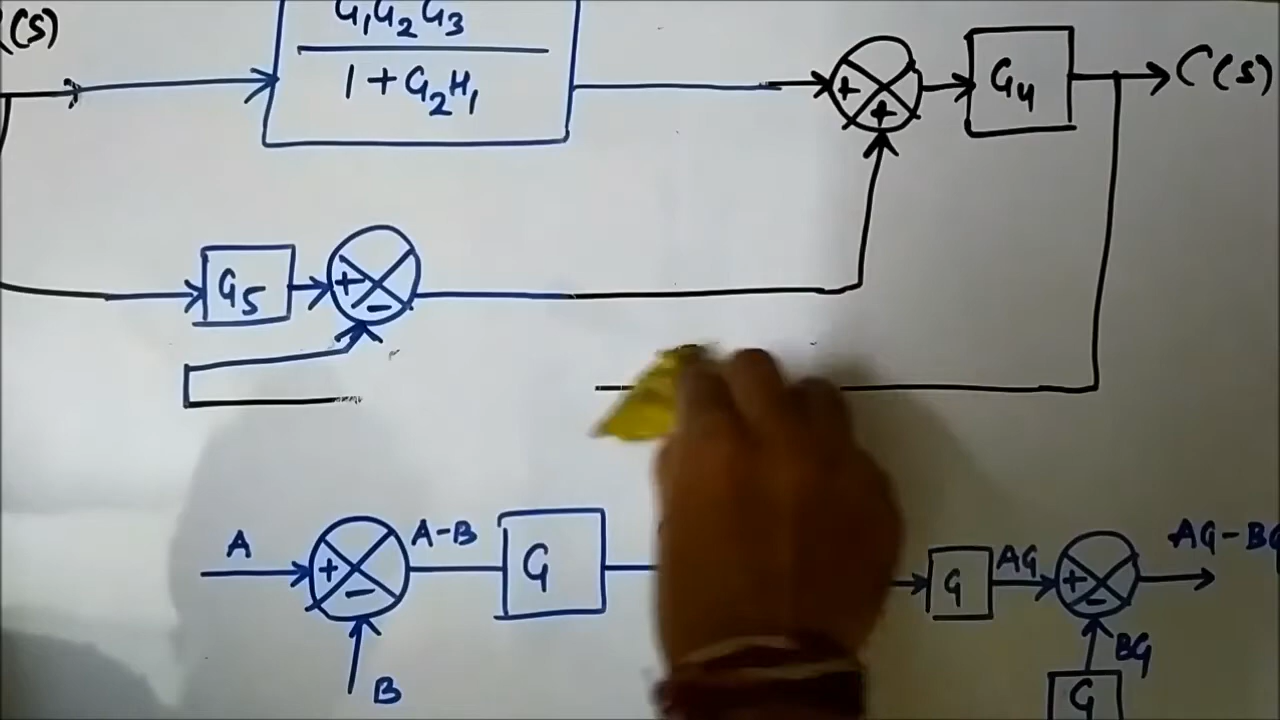 R(S)
G1G2G3
1+G2H1
+
+
G4
C(S)
G5
+
-
A
+
-
A-B
G
B
G
AG
+
-
AG-BG
BG
G